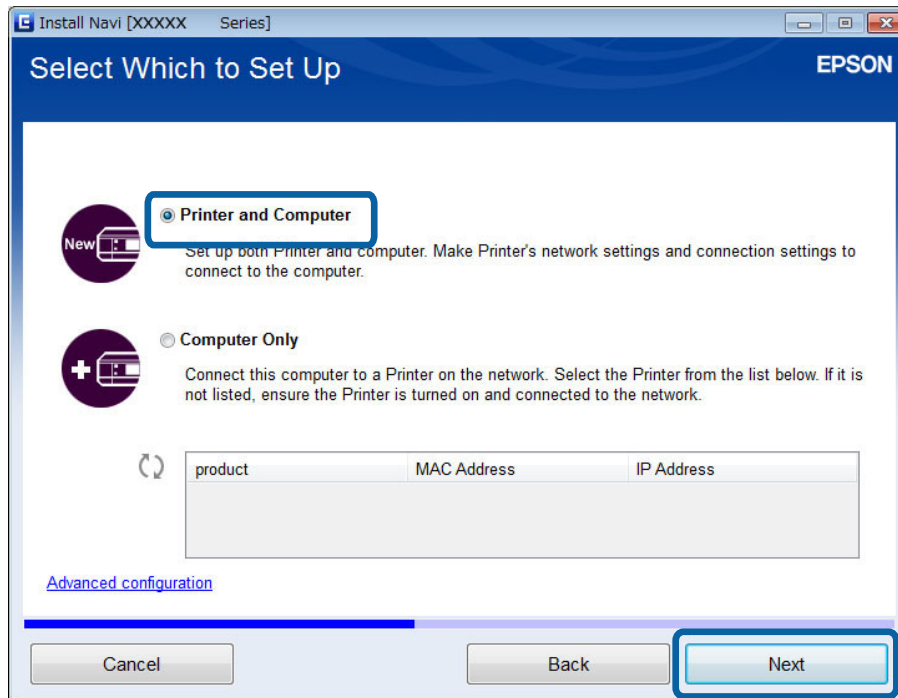 Install Navi [XXXXX Series]
Select Which to Set Up
EPSON
New
Printer and Computer
Set up both Printer and computer. Make Printer's network settings and connection settings to
connect to the computer.
Computer Only
Connect this computer to a Printer on the network. Select the Printer from the list below. If it is
not listed, ensure the Printer is turned on and connected to the network.
product MAC Address IP Address
Advanced configuration
Cancel Back Next